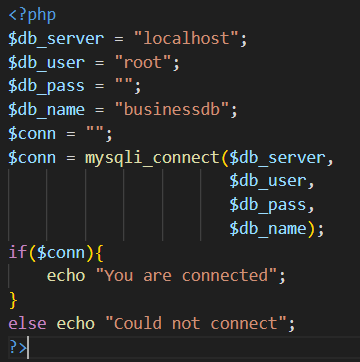 <?php
$db_server = "localhost";
$db_user = "root";
$db_pass = "";
$db_name = "businessdb";
$conn = "";
$conn = mysqli_connect($db_server,
                       $db_user,
                       $db_pass,
                       $db_name);
if($conn){
    echo "You are connected";
}
else echo "Could not connect";
?>